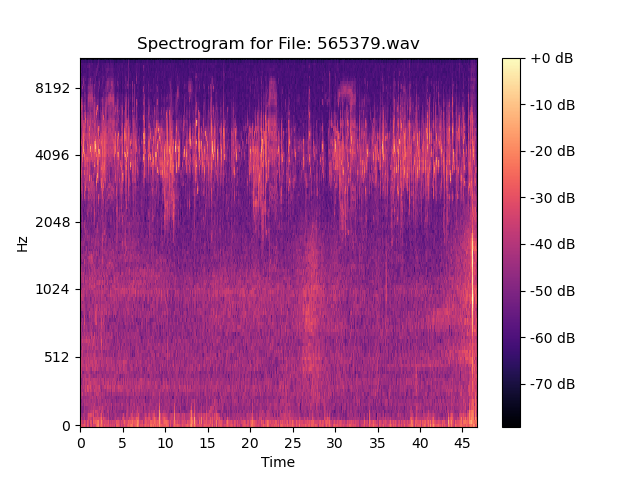 Spectrogram for File: 565379.wav
+0 dB
8192
-10 dB
4096
-20 dB
-30 dB
2048
Hz
-40 dB
1024
-50 dB
-60 dB
512
-70 dB
0
0 5 10 15 20 25 30 35 40 45
Time